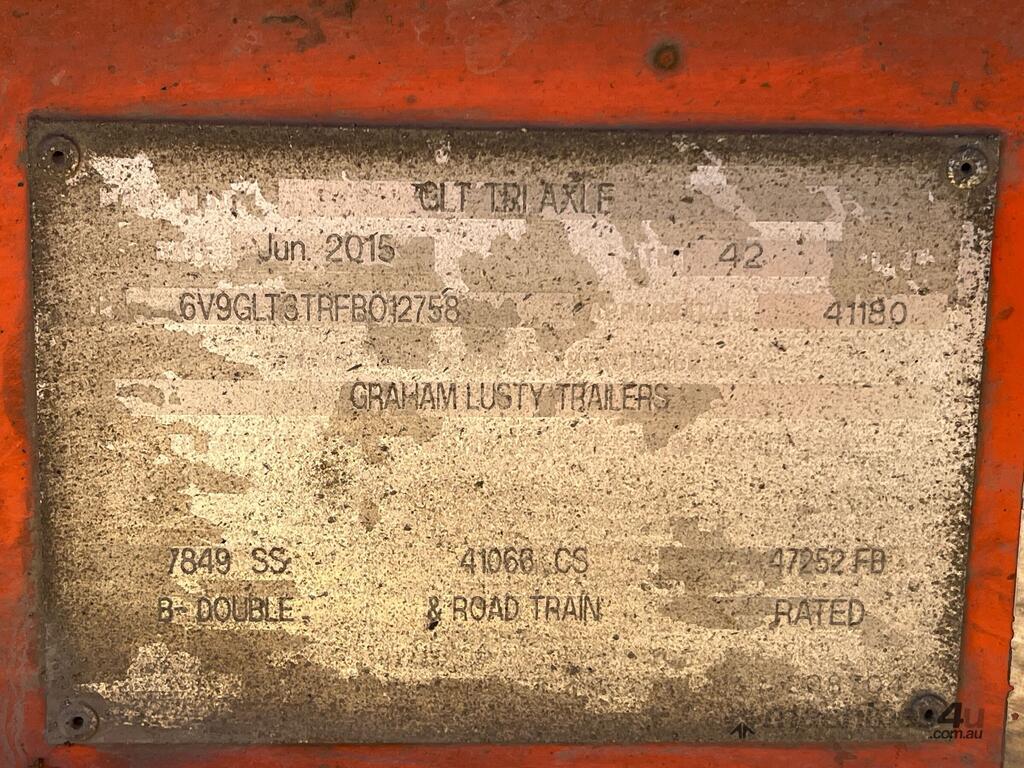 GLT TRI AXLE
Jun. 2015 42
6V9GLT3TRFB012758 41180
GRAHAM LUSTY TRAILERS
7849 SS 41068 CS 47252 FB
B- DOUBLE & ROAD TRAIN RATED
machines4u
.com.au